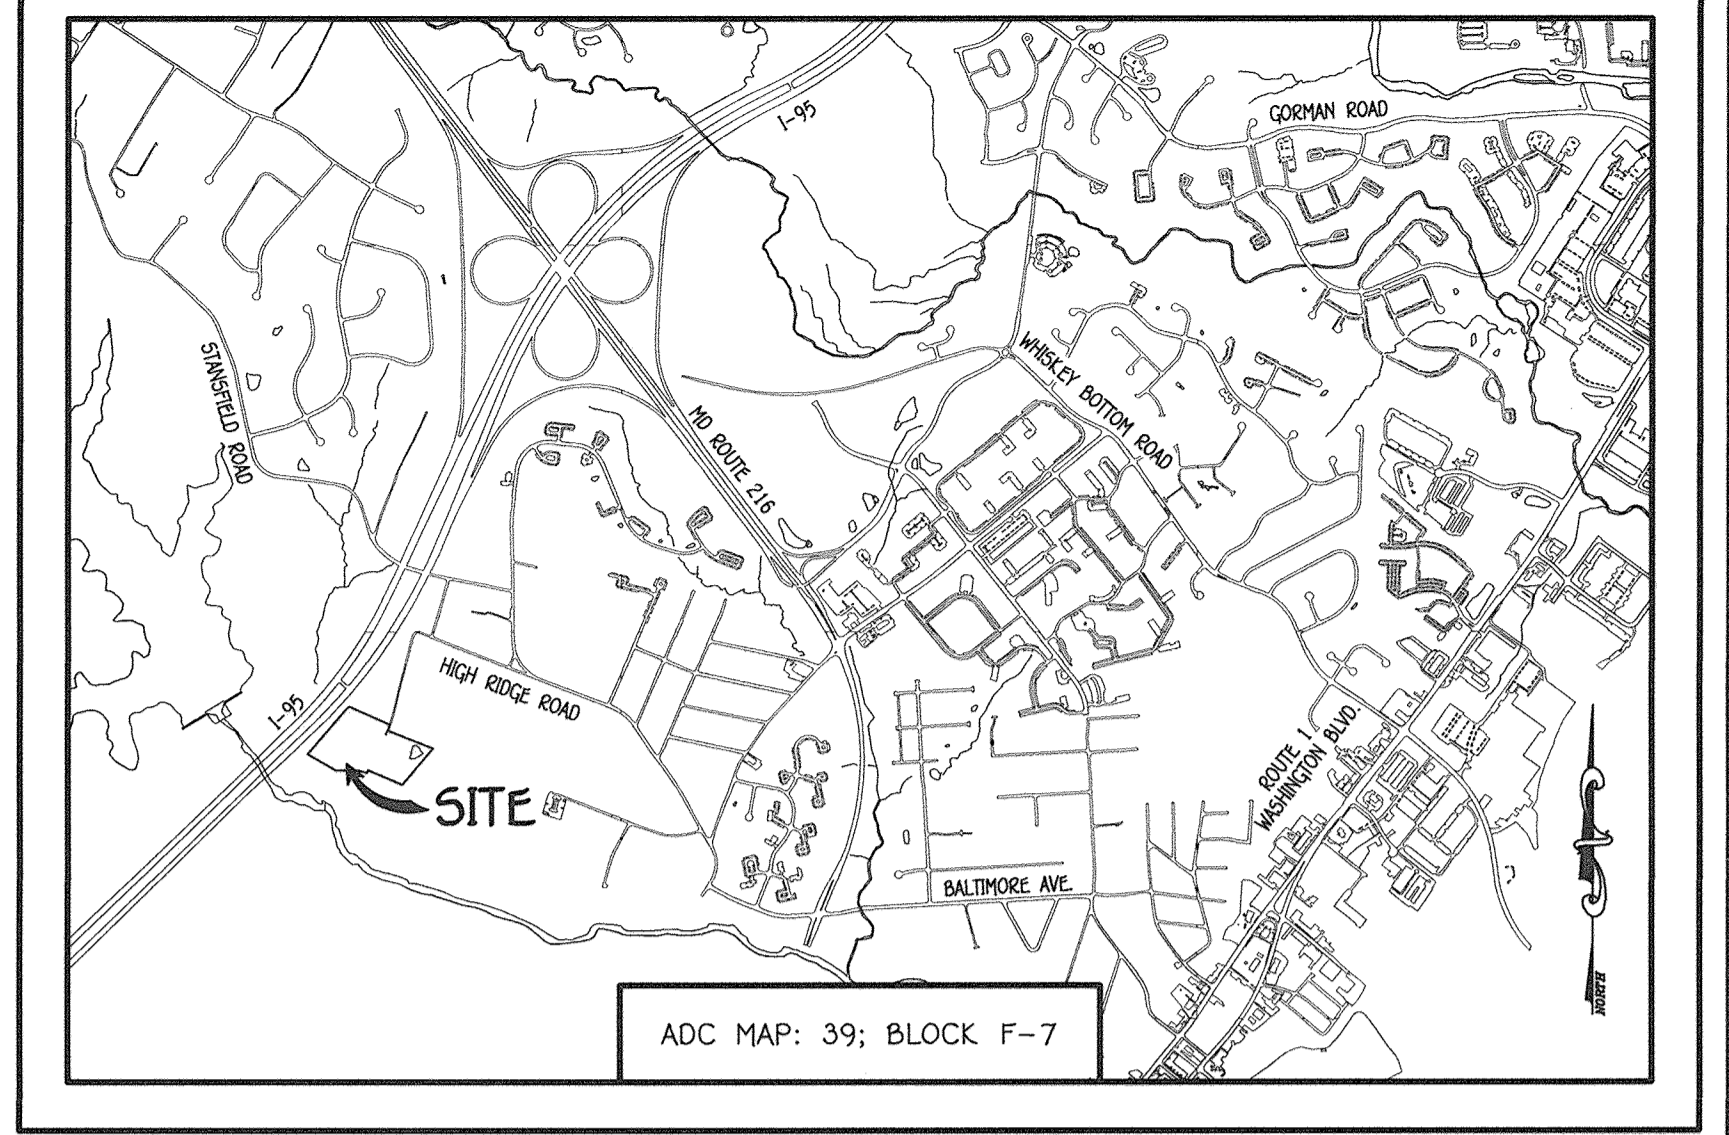 I-95
GORMAN ROAD
STANSFIELD ROAD
WHISKEY BOTTOM ROAD
MD ROUTE 216
HIGH RIDGE ROAD
I-95
SITE
ROUTE 1
WASHINGTON BLVD.
BALTIMORE AVE.
NORTH
ADC MAP: 39; BLOCK F-7